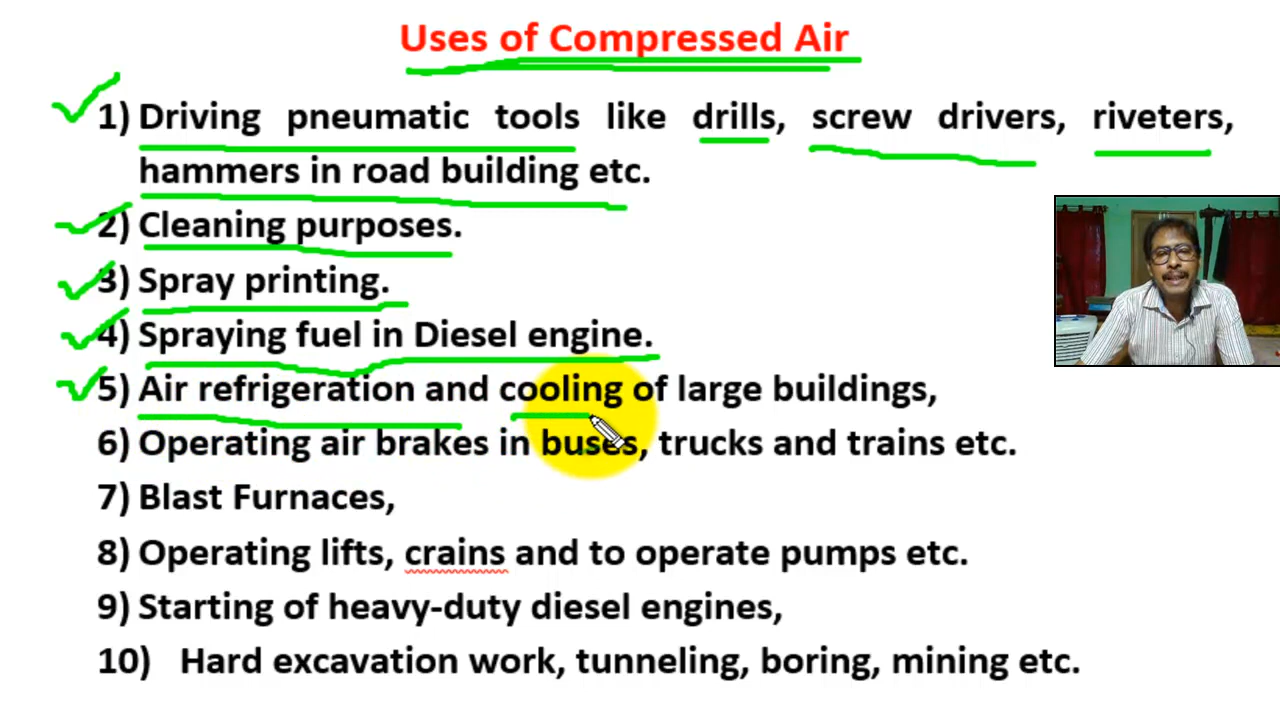 Uses of Compressed Air
1) Driving pneumatic tools like drills, screw drivers, riveters,
hammers in road building etc.
2) Cleaning purposes.
3) Spray printing.
4) Spraying fuel in Diesel engine.
5) Air refrigeration and cooling of large buildings,
6) Operating air brakes in buses, trucks and trains etc.
7) Blast Furnaces,
8) Operating lifts, crains and to operate pumps etc.
9) Starting of heavy-duty diesel engines,
10) Hard excavation work, tunneling, boring, mining etc.